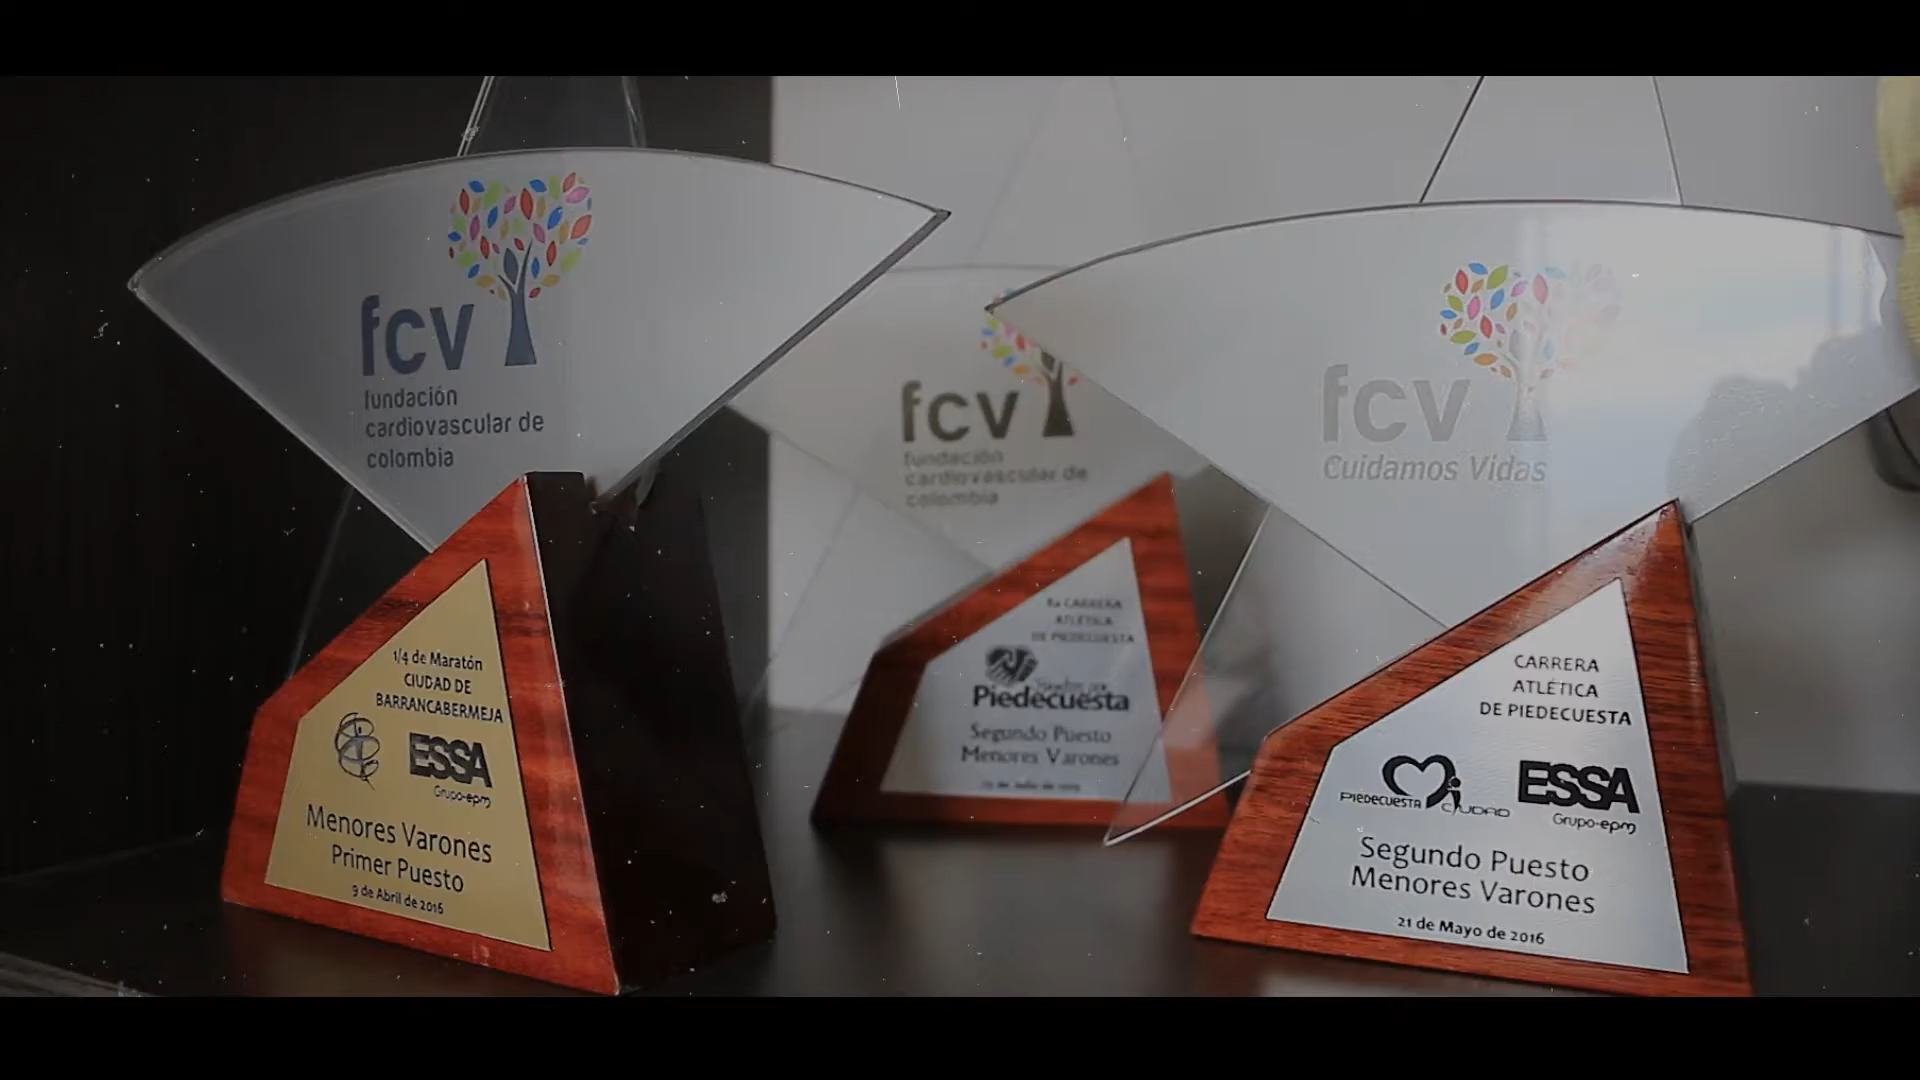 fcv
fundación
cardiovascular de
colombia
1/4 de Maratón
CIUDAD DE
BARRANCABERMEJA
ESSA
Grupo·epm
Menores Varones
Primer Puesto
9 de Abril de 2016
fcv
fundación
cardiovascular de
colombia
CARRERA
ATLÉTICA
DE PIEDECUESTA
Piedecuesta
Segundo Puesto
Menores Varones
fcv
Cuidamos Vidas
CARRERA
ATLÉTICA
DE PIEDECUESTA
PIEDECUESTA Mi CIUDAD
ESSA
Grupo·epm
Segundo Puesto
Menores Varones
21 de Mayo de 2016